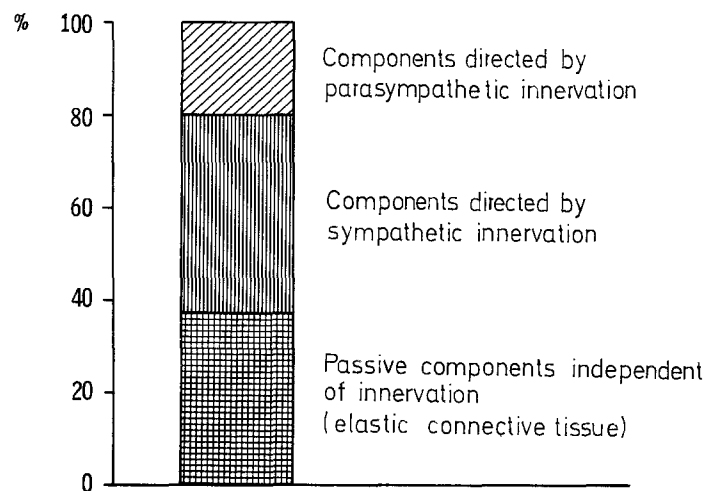 %
100
80
60
40
20
0
Components directed by
parasympathetic innervation
Components directed by
sympathetic innervation
Passive components independent
of innervation
(elastic connective tissue)